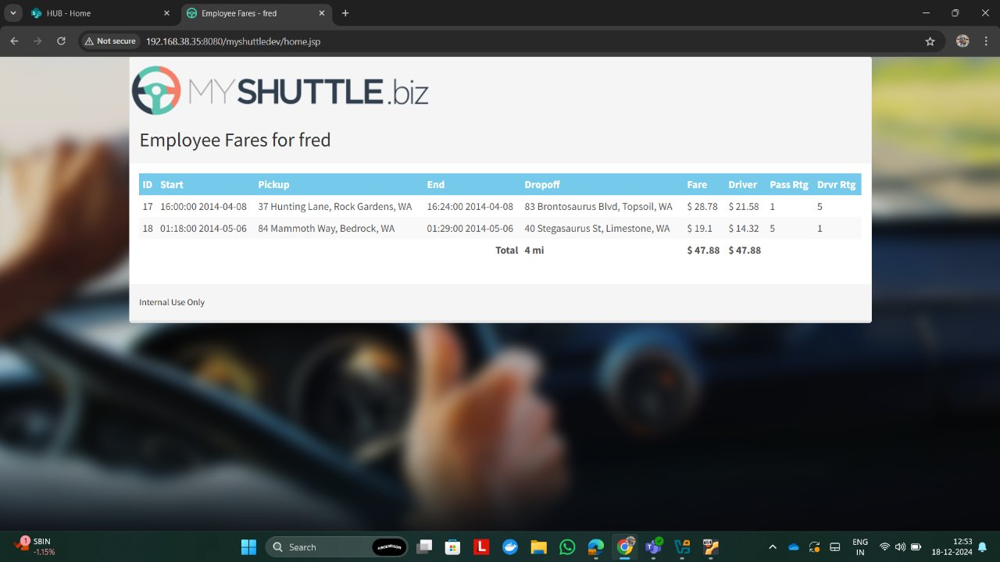 HUB - Home
Employee Fares - fred
Not secure 192.168.38.35:8080/myshuttledev/home.jsp
MYSHUTTLE.biz
Employee Fares for fred
ID Start Pickup End Dropoff Fare Driver Pass Rtg Drvr Rtg
17 16:00:00 2014-04-08 37 Hunting Lane, Rock Gardens, WA 16:24:00 2014-04-08 83 Brontosaurus Blvd, Topsoil, WA $ 28.78 $ 21.58 1 5
18 01:18:00 2014-05-06 84 Mammoth Way, Bedrock, WA 01:29:00 2014-05-06 40 Stegasaurus St, Limestone, WA $ 19.1 $ 14.32 5 1
Total 4 mi $ 47.88 $ 47.88
Internal Use Only
1
SBIN
-1.15%
Search
L
ENG
IN
12:53
18-12-2024